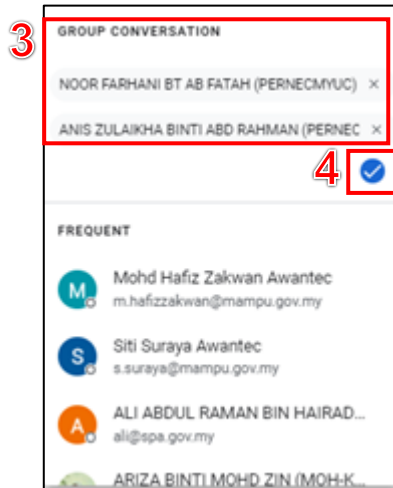 GROUP CONVERSATION
3
NOOR FARHANI BT AB FATAH (PERNECMYUC) ×
ANIS ZULAIKHA BINTI ABD RAHMAN (PERNEC ×
4
FREQUENT
M
Mohd Hafiz Zakwan Awantec
m.hafizzakwan@mampu.gov.my
S
Siti Suraya Awantec
s.suraya@mampu.gov.my
A
ALI ABDUL RAMAN BIN HAIRAD...
ali@spa.gov.my
ARIZA BINTI MOHD ZIN (MOH-K...